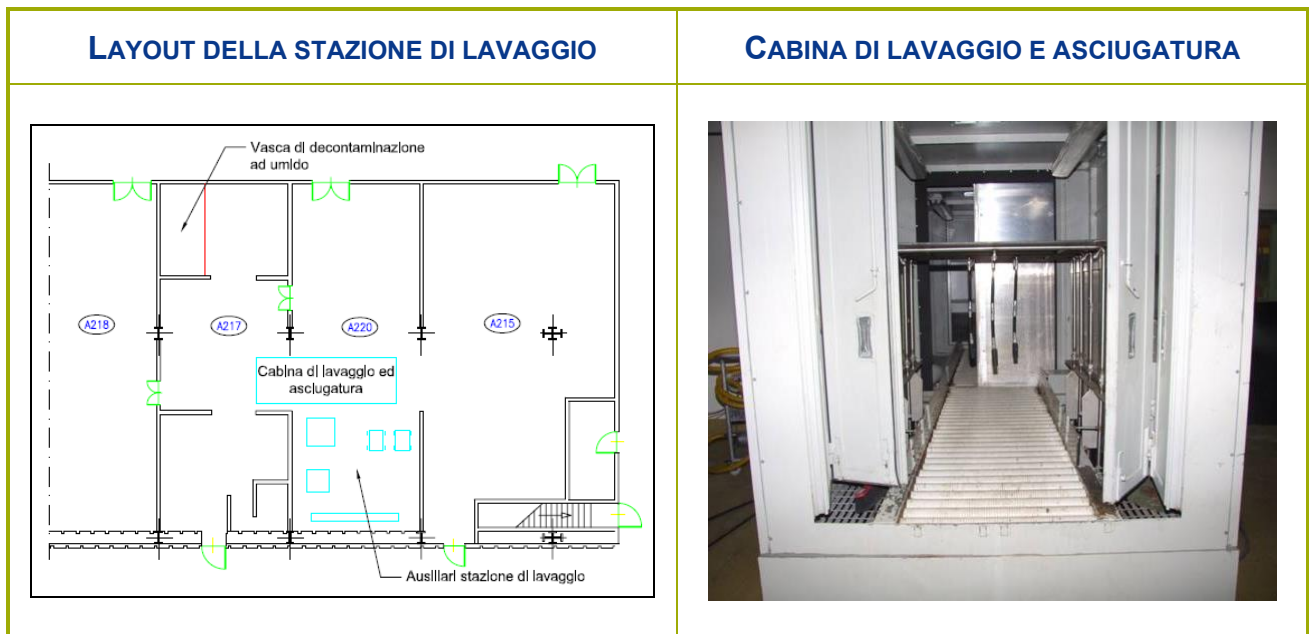 LAYOUT DELLA STAZIONE DI LAVAGGIO
CABINA DI LAVAGGIO E ASCIUGATURA
Vasca di decontaminazione
ad umido
A218
A217
A220
A215
Cabina di lavaggio ed
asciugatura
Ausiliari stazione di lavaggio